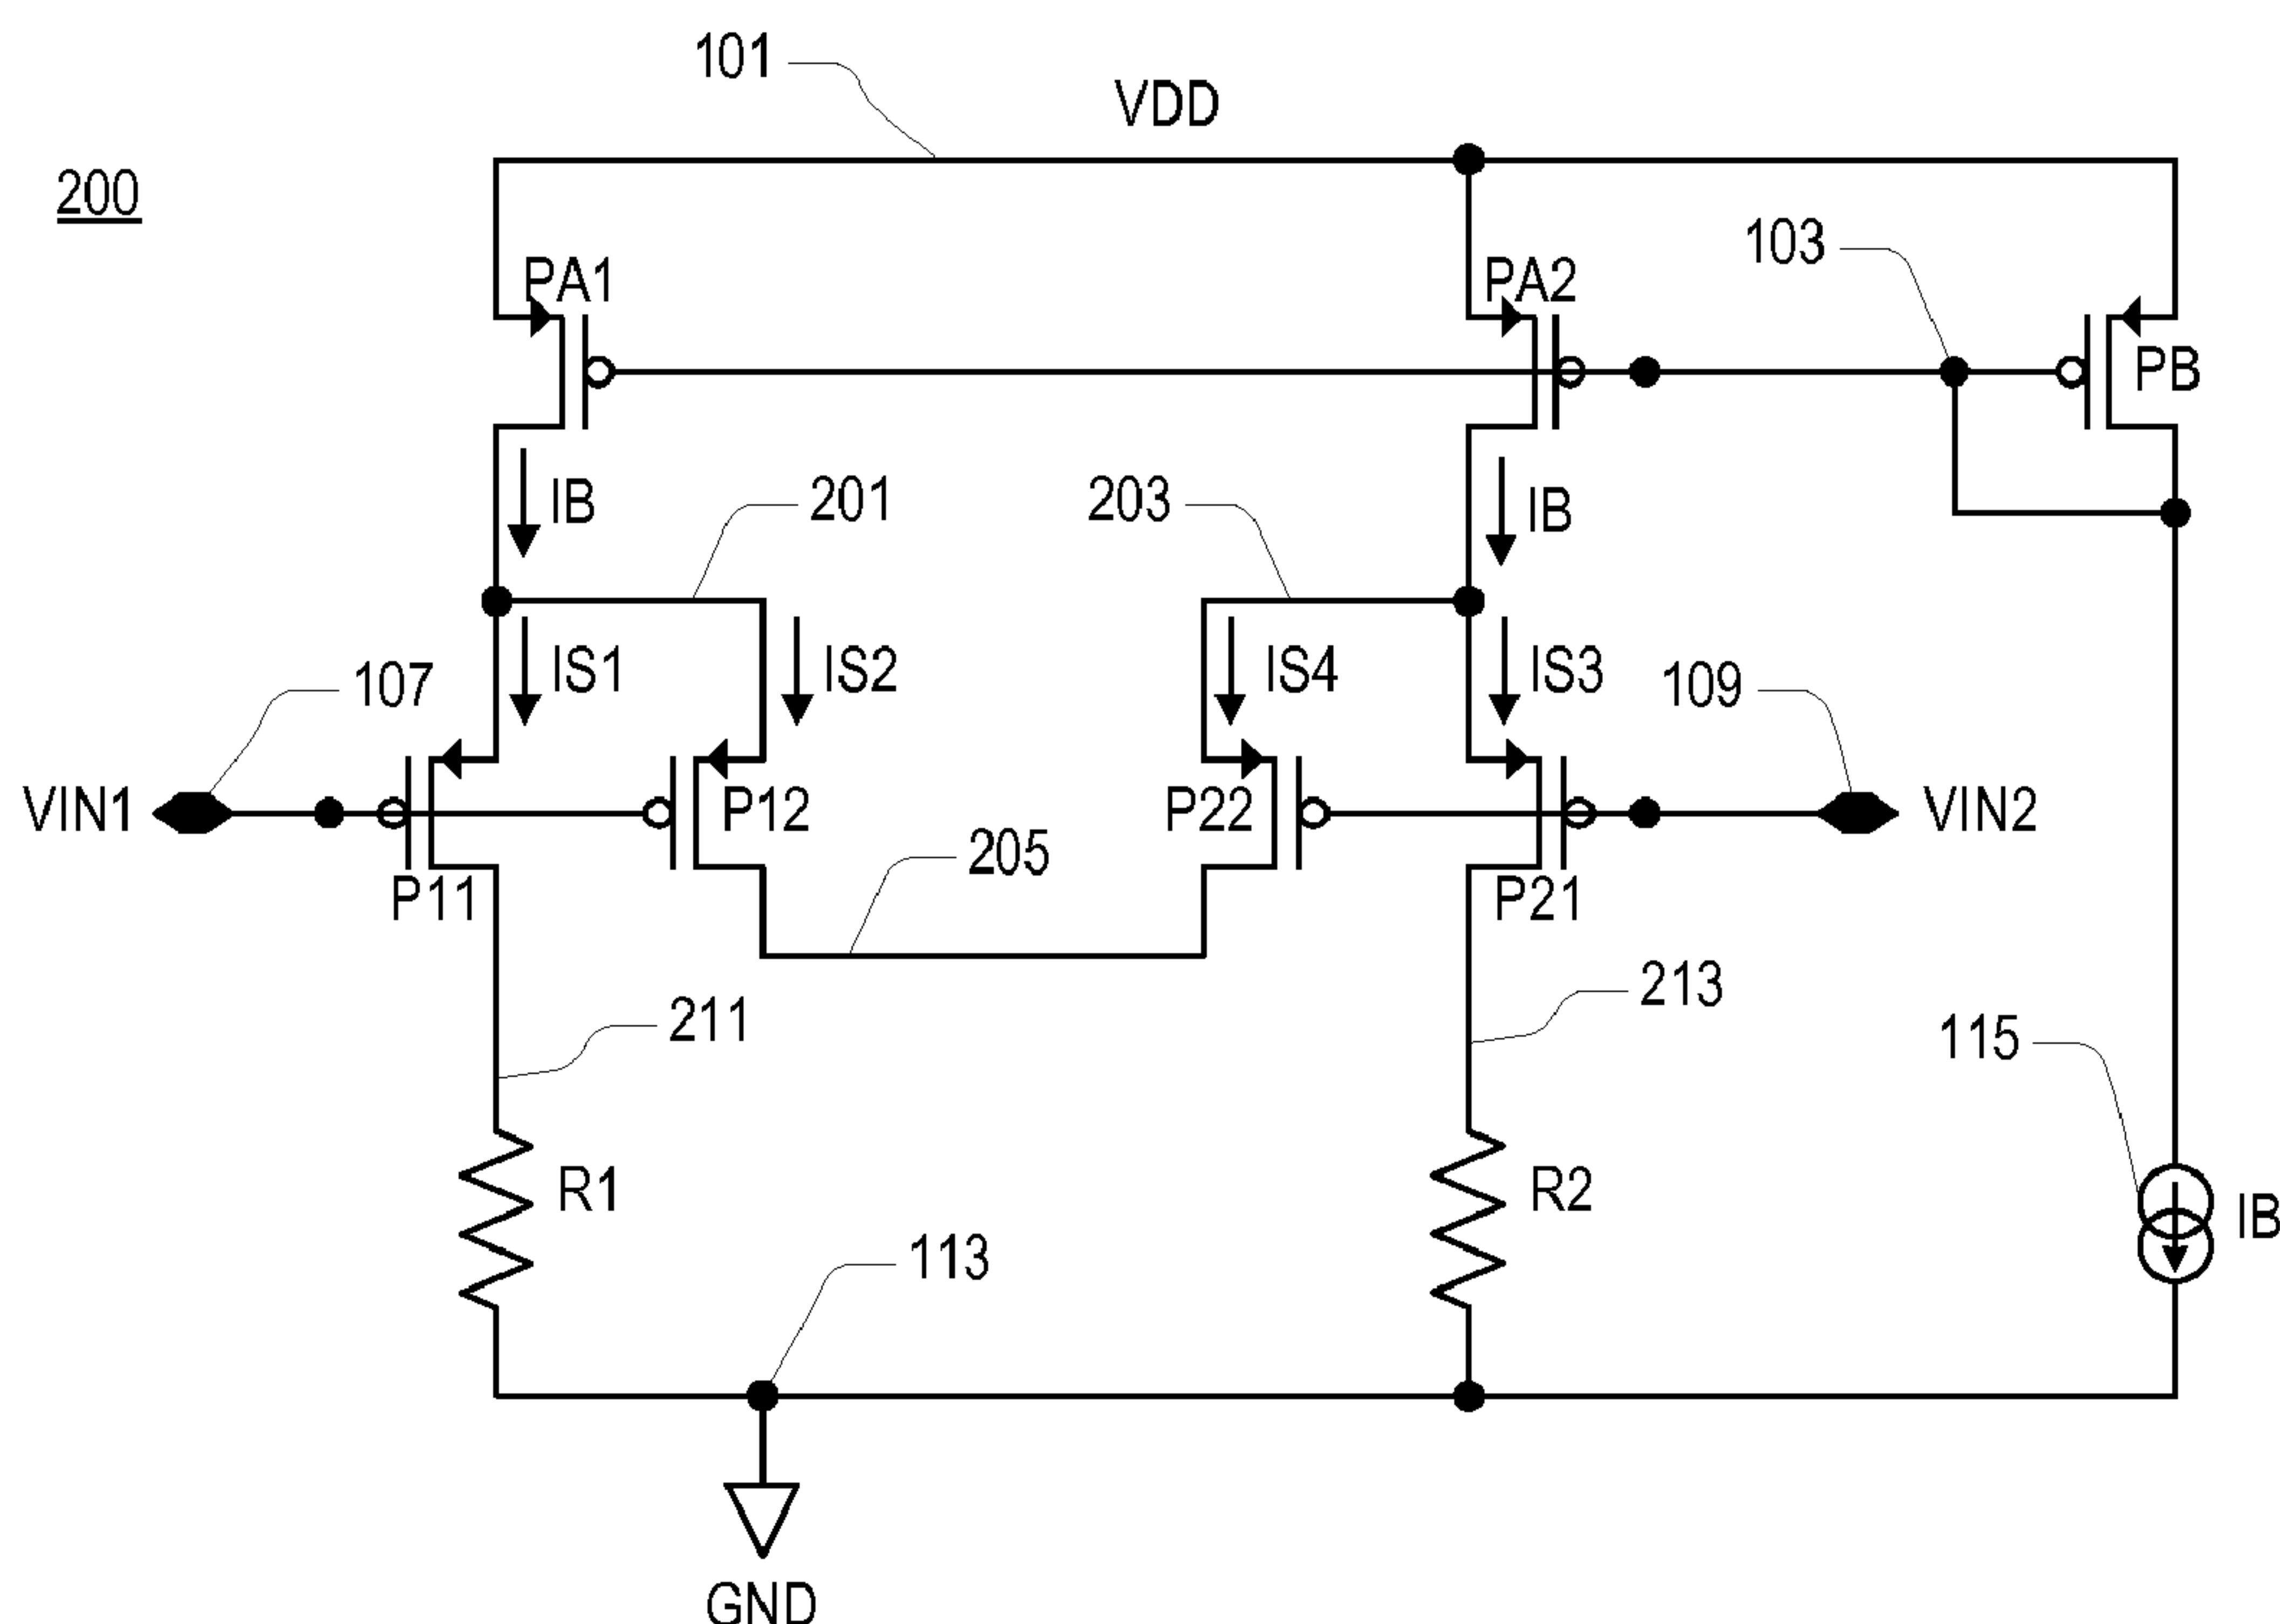 101
VDD
200
PA1
PA2
103
PB
IB
201
203
IB
IS1
IS2
IS4
IS3
107
109
VIN1
P12
P22
VIN2
P11
205
P21
211
213
115
R1
R2
IB
113
GND